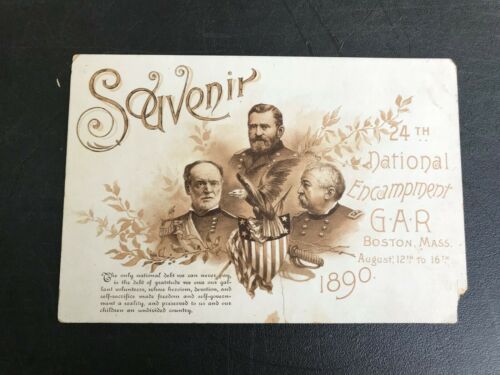 Souvenir
24TH
National
Encampment
G·A·R
BOSTON, MASS.
August, 12TH TO 16TH
1890.
The only national debt we can never pay,
is the debt of gratitude we owe our gal-
lant volunteers, whose heroism, devotion, and
self-sacrifice made freedom and self-govern-
ment a reality, and preserved to us and our
children an undivided country.